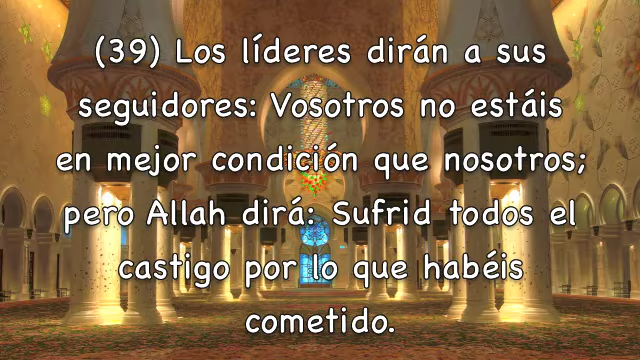 (39) Los líderes dirán a sus
seguidores: Vosotros no estáis
en mejor condición que nosotros;
pero Allah dirá: Sufrid todos el
castigo por lo que habéis
cometido.